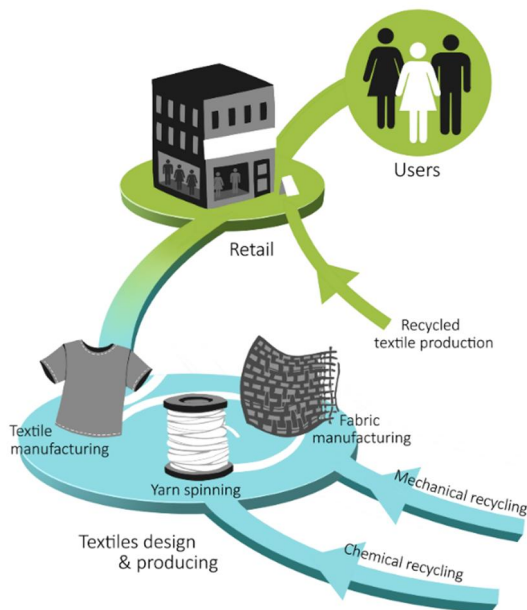 Users
Retail
Recycled
textile production
Textile
manufacturing
Fabric
manufacturing
Yarn spinning
Mechanical recycling
Textiles design
& producing
Chemical recycling